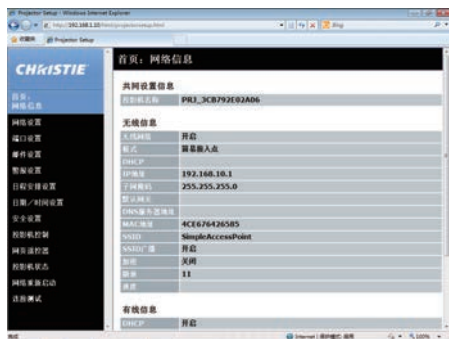 Projector Setup - Windows Internet Explorer
Bing
收藏夹
Projector Setup
CHRISTIE
首页：
网络信息
网络设置
端口设置
邮件设置
警报设置
日程安排设置
日期／时间设置
安全设置
投影机控制
网页遥控器
投影机状态
网络重新启动
首页：网络信息
共同设置信息
投影机名称 PRJ_3CB792E02A06
无线信息
无线网络 开启
模式 简易接入点
DHCP
IP地址 192.168.10.1
子网掩码 255.255.255.0
默认网关
DNS服务器地址
MAC地址 4CE676426585
SSID SimpleAccessPoint
SSID广播 开启
加密 关闭
频道 11
速度
有线信息
DHCP 开启
完成
100%